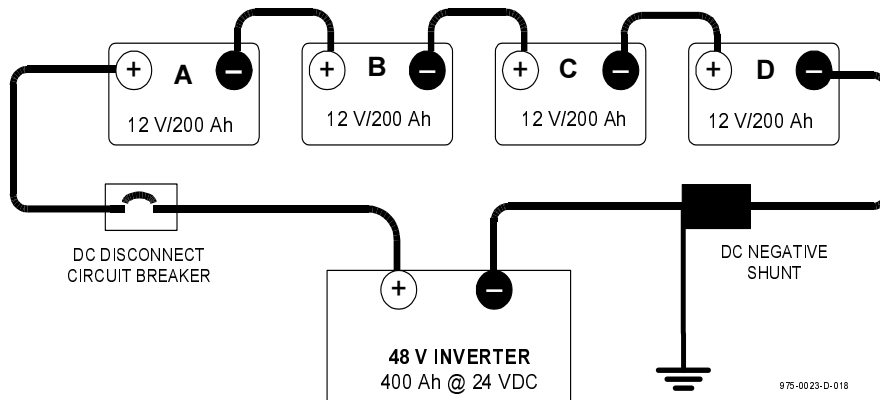 + A − + B − + C − + D −
12 V/200 Ah 12 V/200 Ah 12 V/200 Ah 12 V/200 Ah
DC DISCONNECT
CIRCUIT BREAKER
DC NEGATIVE
SHUNT
+ −
48 V INVERTER
400 Ah @ 24 VDC
975-0023-D-018